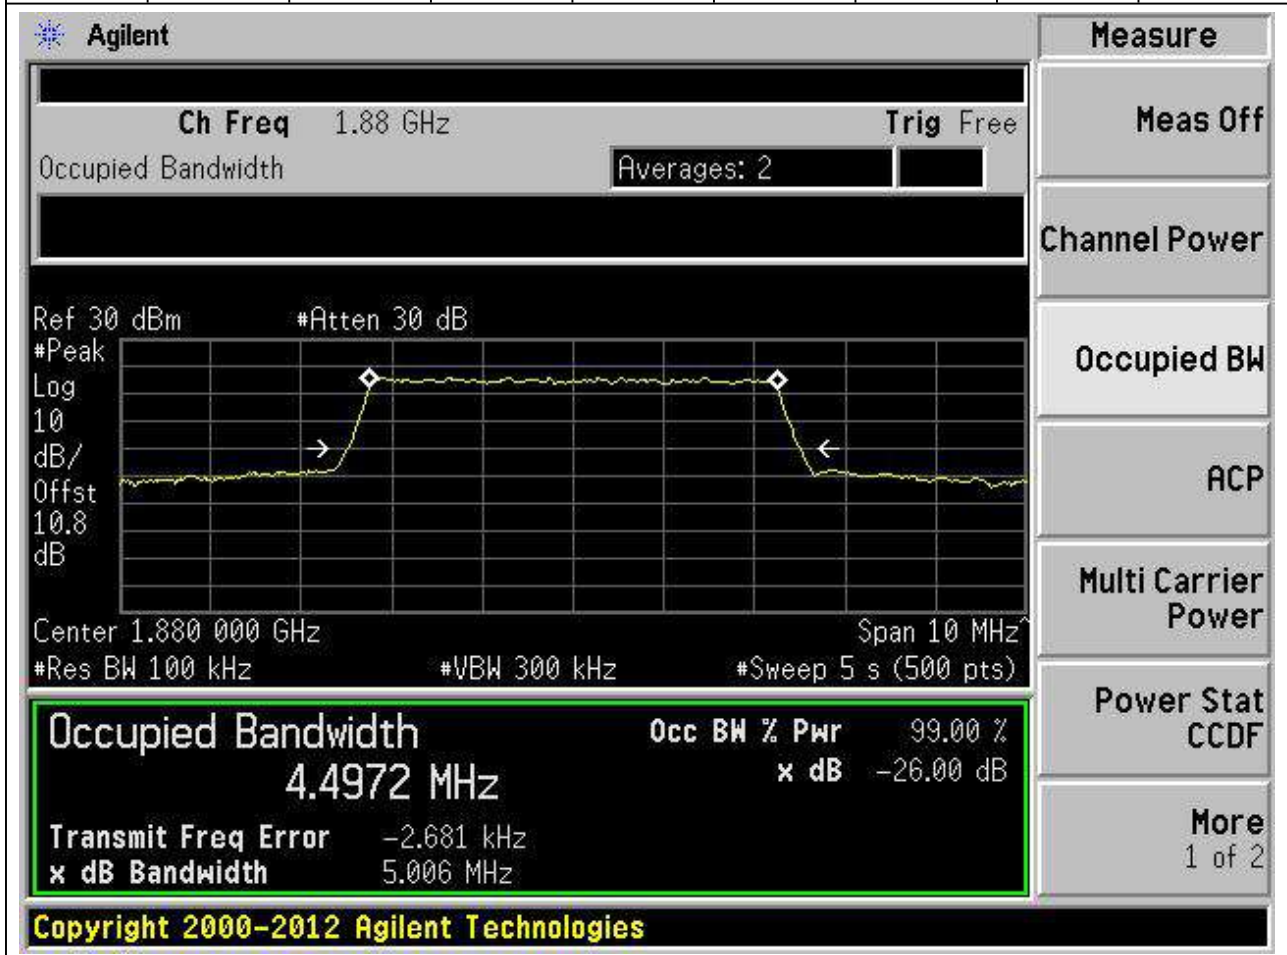 Agilent
Measure
Ch Freq 1.88 GHz Trig Free
Occupied Bandwidth Averages: 2
Meas Off
Channel Power
Occupied BW
ACP
Multi Carrier
Power
Power Stat
CCDF
More
1 of 2
Ref 30 dBm #Atten 30 dB
#Peak
Log
10
dB/
Offst
10.8
dB
Center 1.880 000 GHz Span 10 MHz^
#Res BW 100 kHz #VBW 300 kHz #Sweep 5 s (500 pts)
Occupied Bandwidth Occ BW % Pwr 99.00 %
4.4972 MHz x dB -26.00 dB
Transmit Freq Error -2.681 kHz
x dB Bandwidth 5.006 MHz
Copyright 2000-2012 Agilent Technologies